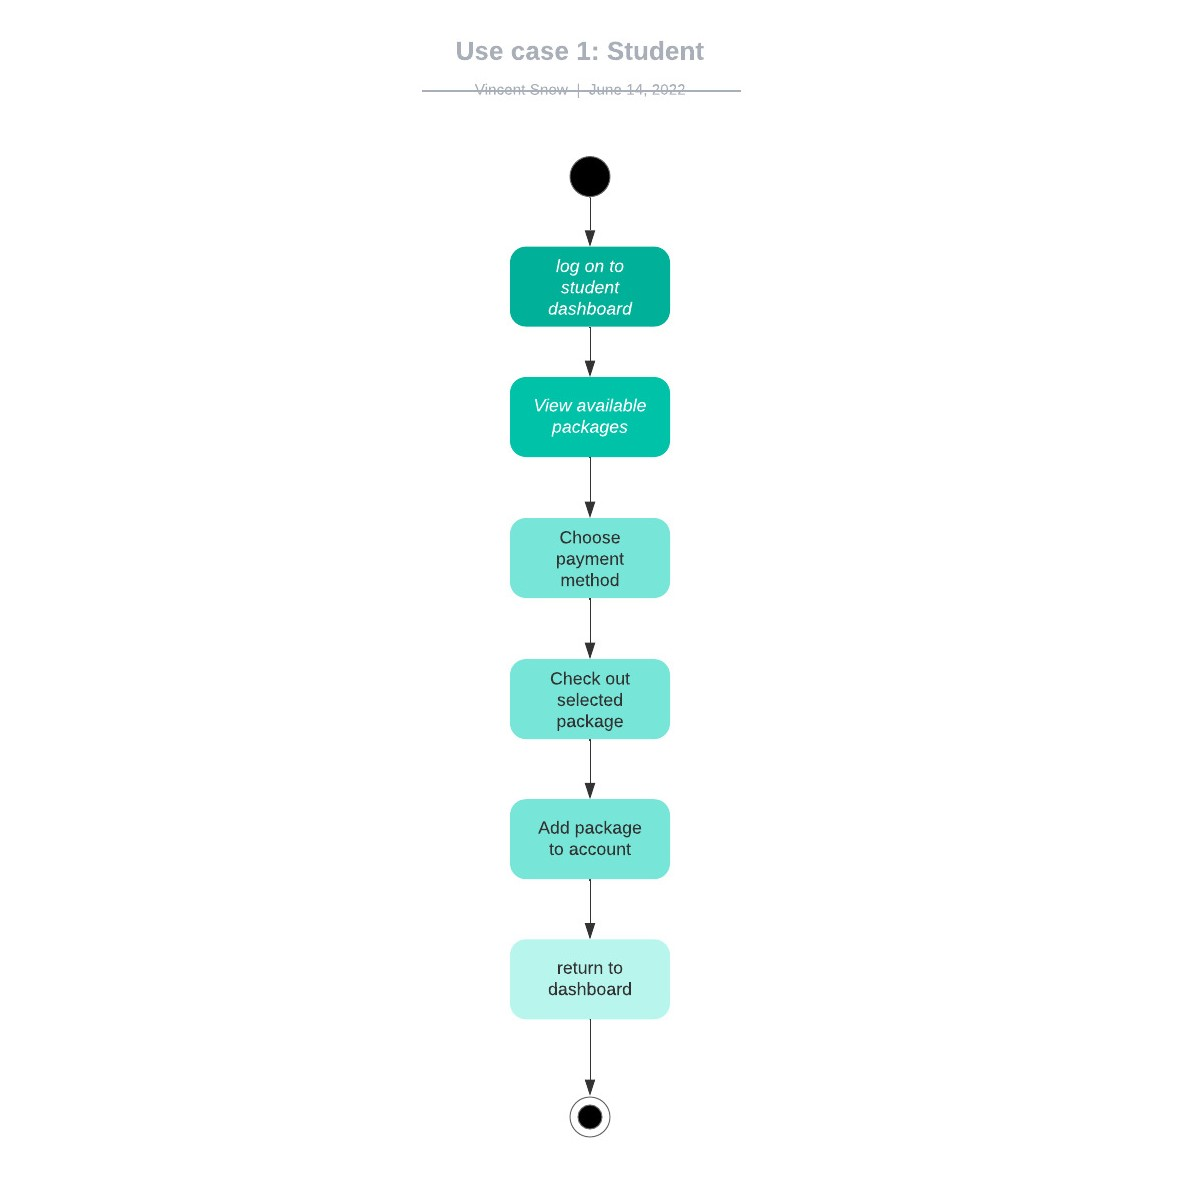 Use case 1: Student
Vincent Snow | June 14, 2022
log on to
student
dashboard
View available
packages
Choose
payment
method
Check out
selected
package
Add package
to account
return to
dashboard